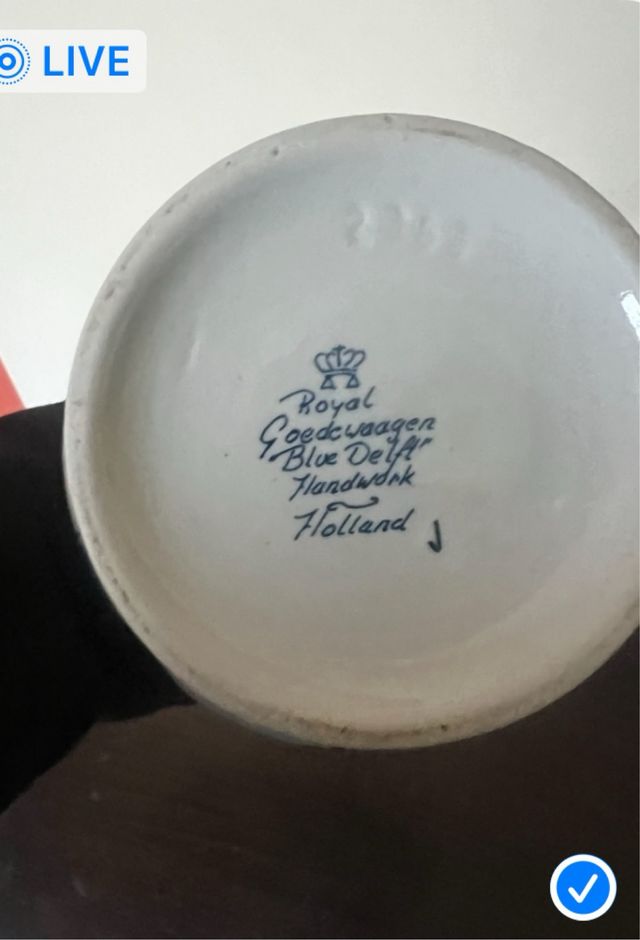 LIVE
Royal
Goedewaagen
"Blue Delft"
Handwork
Holland
J